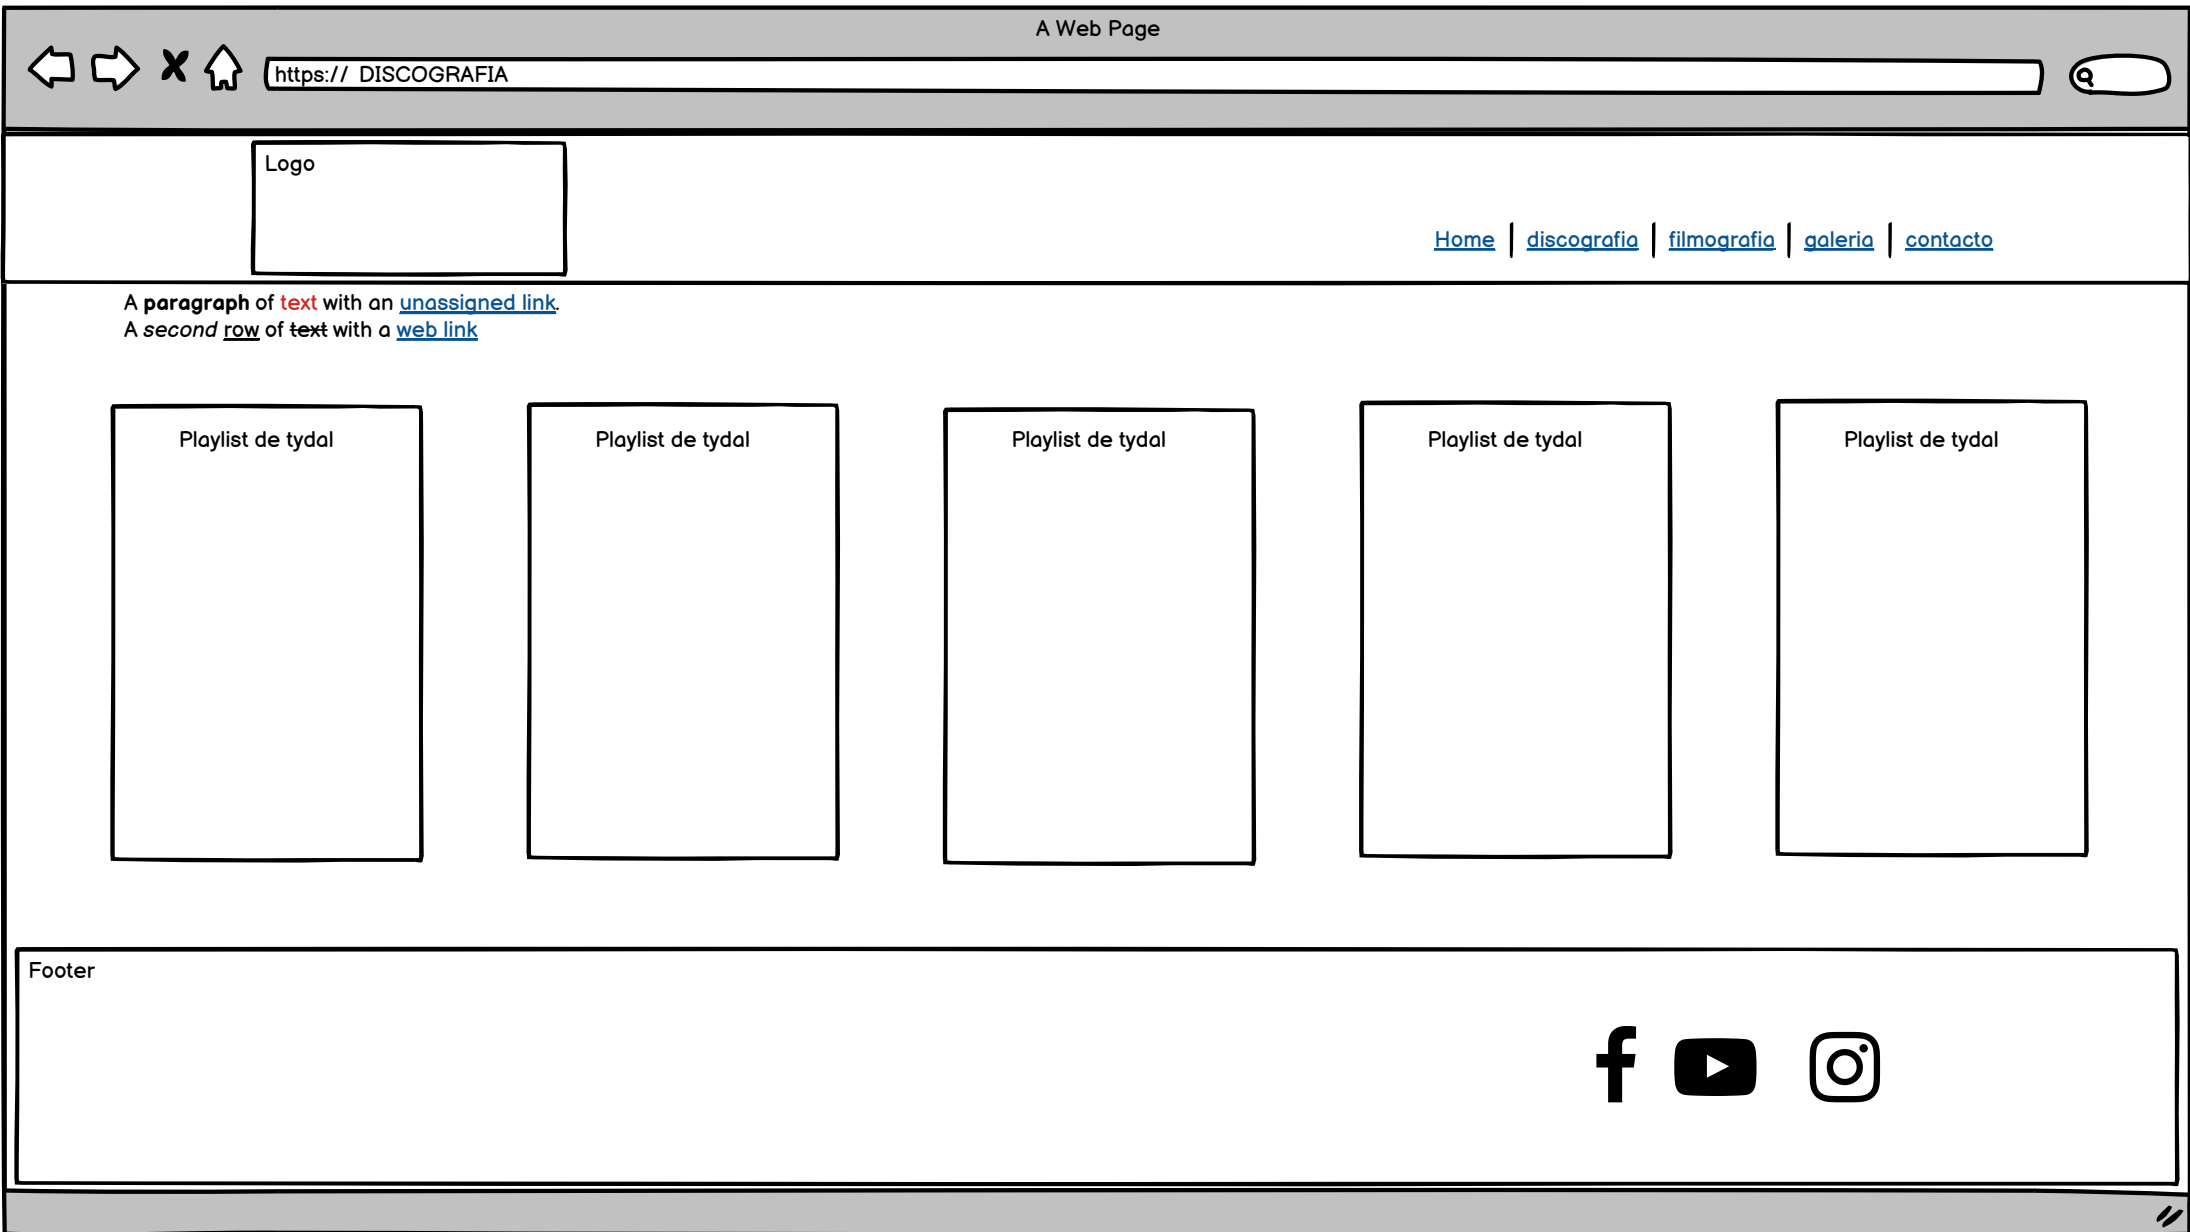 A Web Page
https:// DISCOGRAFIA
Logo
Home discografia filmografia galeria contacto
A paragraph of text with an unassigned link.
A second row of text with a web link
Playlist de tydal Playlist de tydal Playlist de tydal Playlist de tydal Playlist de tydal
Footer